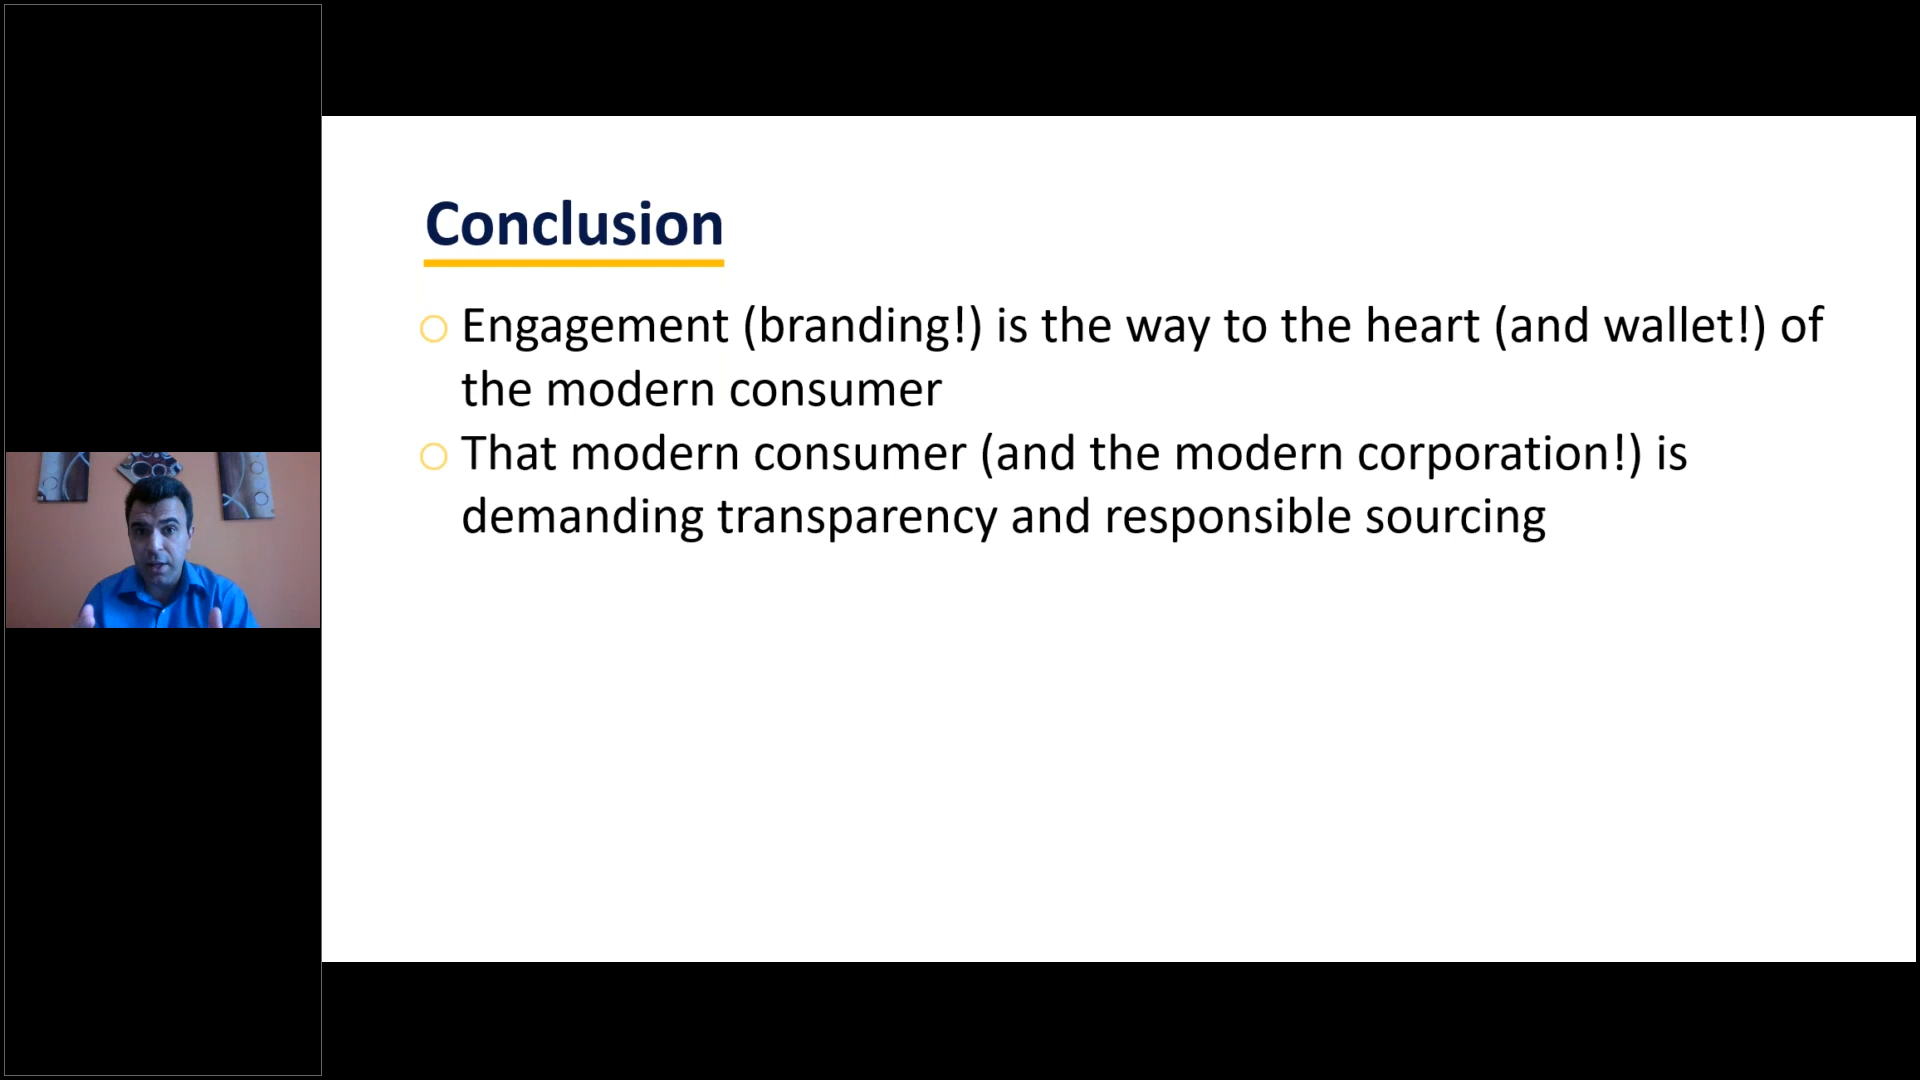 Conclusion
Engagement (branding!) is the way to the heart (and wallet!) of
the modern consumer
That modern consumer (and the modern corporation!) is
demanding transparency and responsible sourcing